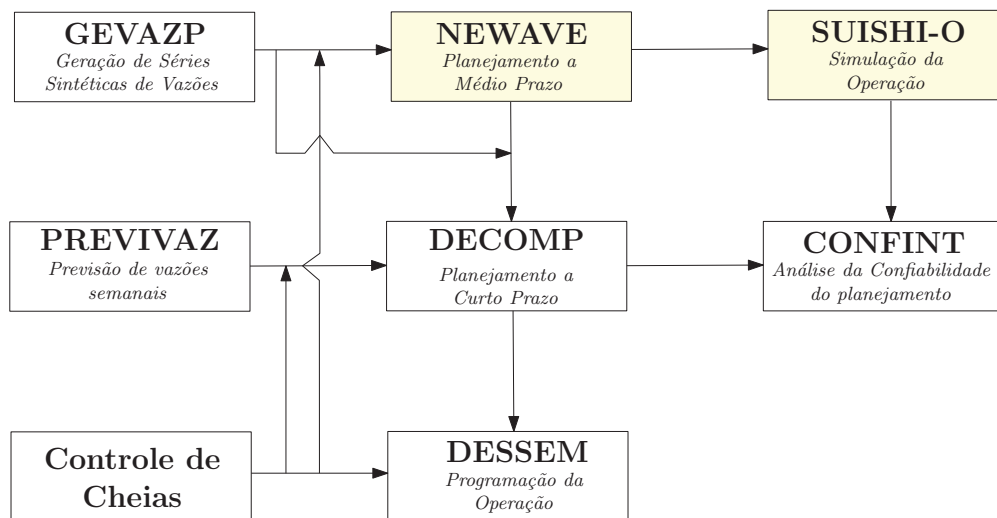 GEVAZP
Geração de Séries
Sintéticas de Vazões
NEWAVE
Planejamento a
Médio Prazo
SUISHI-O
Simulação da
Operação
PREVIVAZ
Previsão de vazões
semanais
DECOMP
Planejamento a
Curto Prazo
CONFINT
Análise da Confiabilidade
do planejamento
Controle de
Cheias
DESSEM
Programação da
Operação